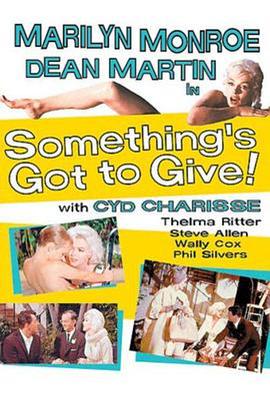 MARILYN MONROE
DEAN MARTIN
in
Something's
Got to Give!
with CYD CHARISSE
Thelma Ritter
Steve Allen
Wally Cox
Phil Silvers